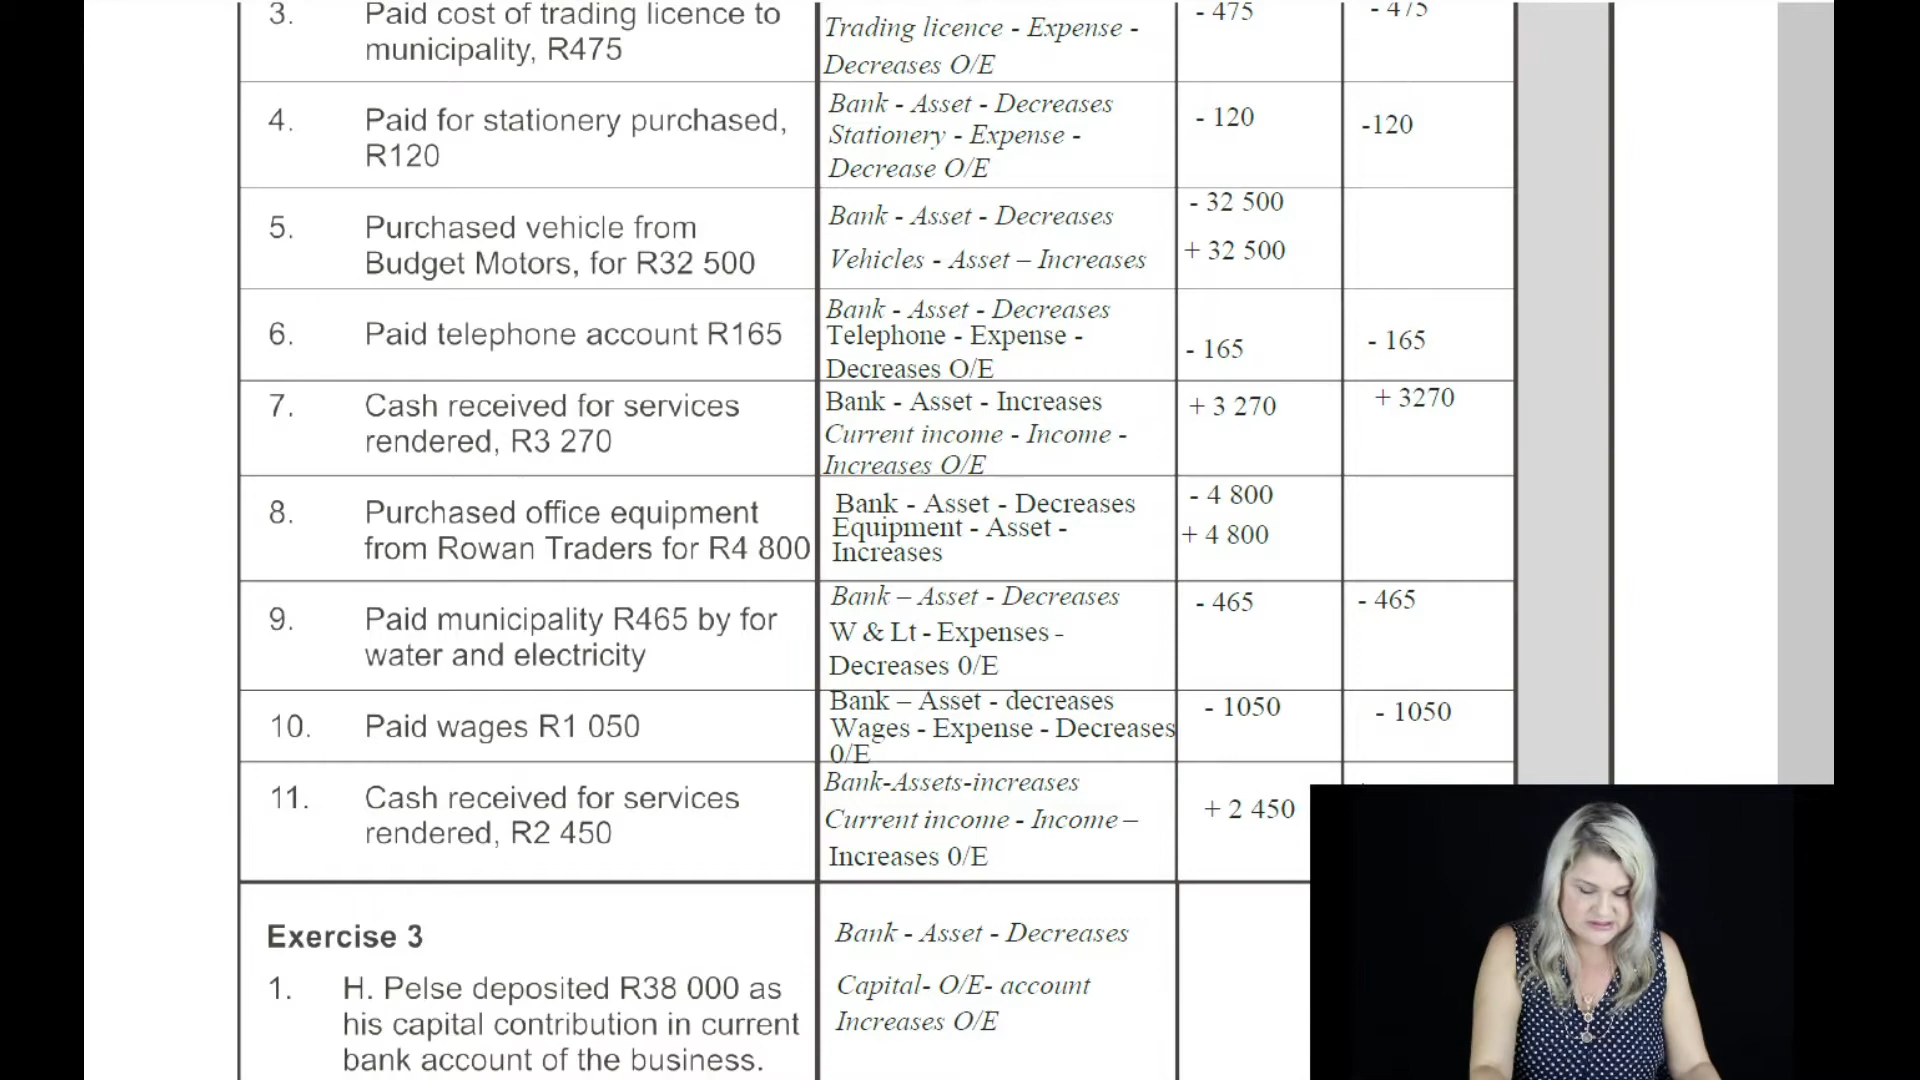 3. Paid cost of trading licence to
municipality, R475
Trading licence - Expense -
Decreases O/E
- 475
- 475
4. Paid for stationery purchased,
R120
Bank - Asset - Decreases
Stationery - Expense -
Decrease O/E
- 120
-120
5. Purchased vehicle from
Budget Motors, for R32 500
Bank - Asset - Decreases
Vehicles - Asset – Increases
- 32 500
+ 32 500
6. Paid telephone account R165
Bank - Asset - Decreases
Telephone - Expense -
Decreases O/E
- 165
- 165
7. Cash received for services
rendered, R3 270
Bank - Asset - Increases
Current income - Income -
Increases O/E
+ 3 270
+ 3270
8. Purchased office equipment
from Rowan Traders for R4 800
Bank - Asset - Decreases
Equipment - Asset -
Increases
- 4 800
+ 4 800
9. Paid municipality R465 by for
water and electricity
Bank – Asset - Decreases
W & Lt - Expenses -
Decreases 0/E
- 465
- 465
10. Paid wages R1 050
Bank – Asset - decreases
Wages - Expense - Decreases
0/E
- 1050
- 1050
11. Cash received for services
rendered, R2 450
Bank-Assets-increases
Current income - Income –
Increases 0/E
+ 2 450
Exercise 3
1. H. Pelse deposited R38 000 as
his capital contribution in current
bank account of the business.
Bank - Asset - Decreases
Capital- O/E- account
Increases O/E